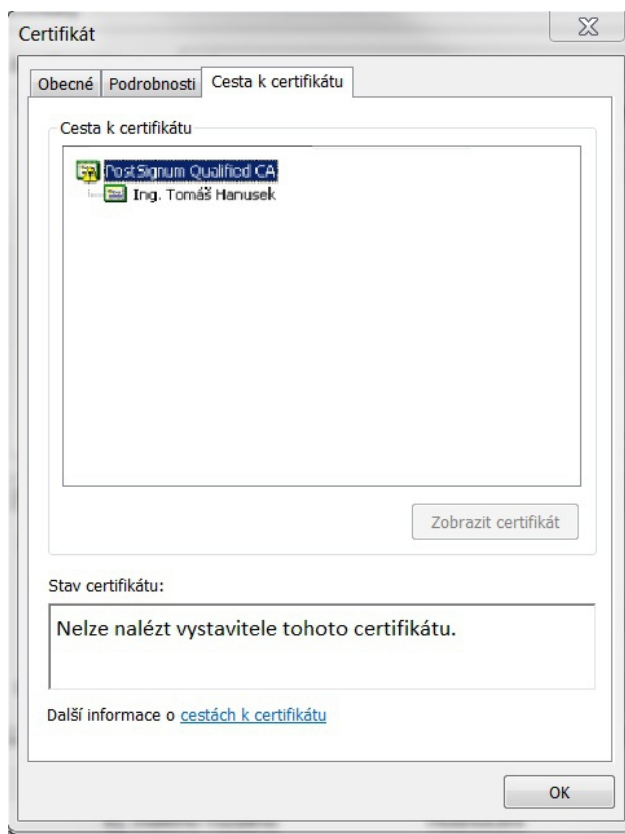 Certifikát
Obecné Podrobnosti Cesta k certifikátu
Cesta k certifikátu
PostSignum Qualified CA
Ing. Tomáš Hanusek
Zobrazit certifikát
Stav certifikátu:
Nelze nalézt vystavitele tohoto certifikátu.
Další informace o cestách k certifikátu
OK